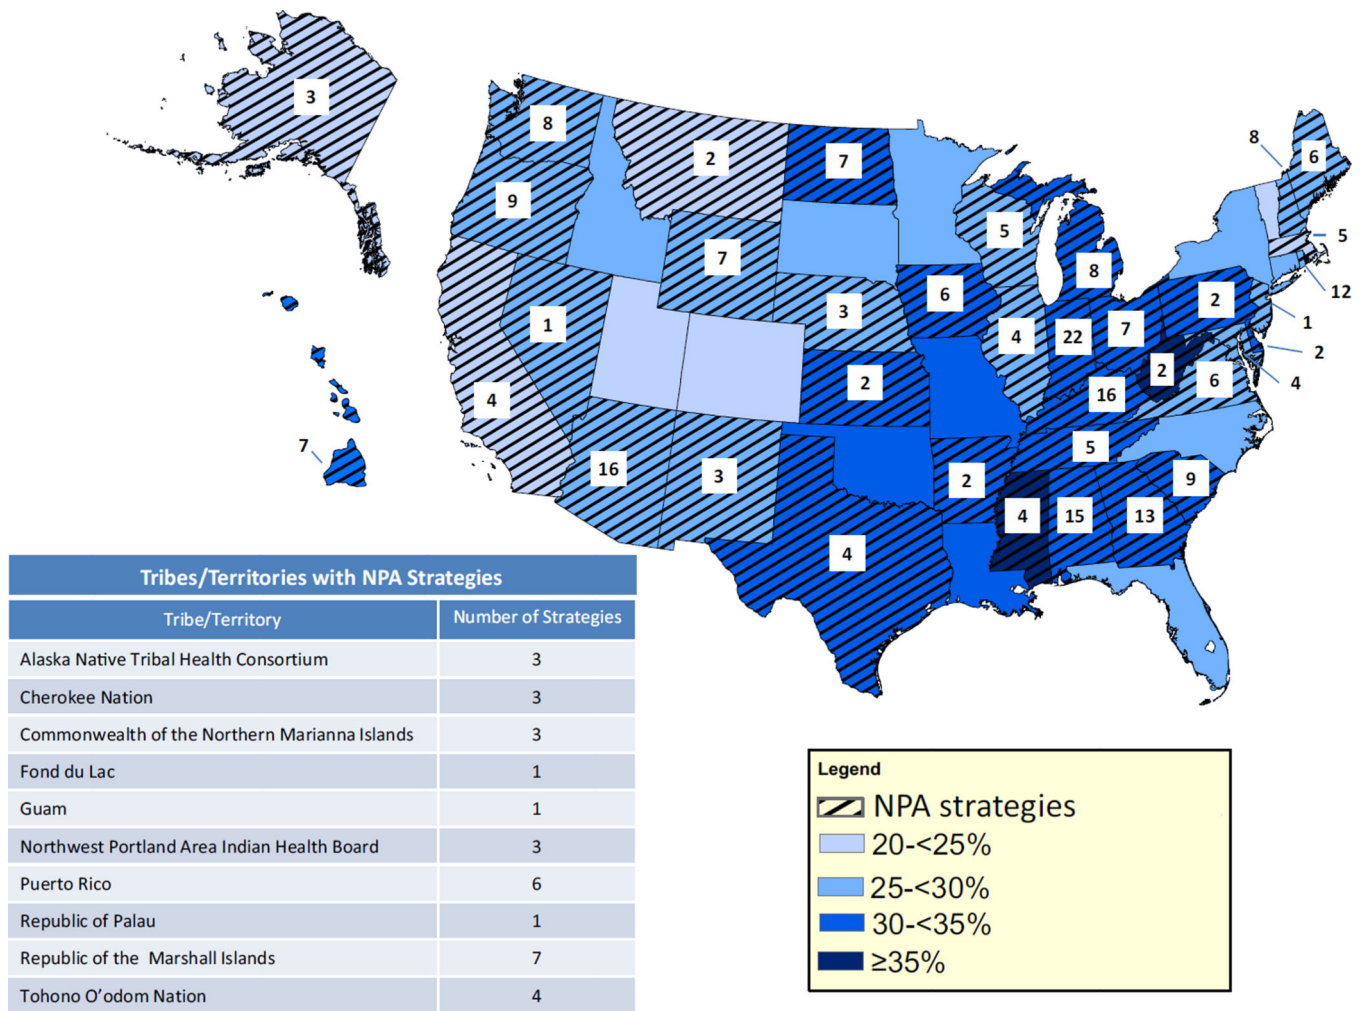 3
8
2
7
8
6
9
5
5
7
6
8
12
3
2
1
1
4
22
7
2
2
2
6
4
4
16
7
5
16
3
2
9
4
15
13
4
Tribes/Territories with NPA Strategies
Tribe/Territory Number of Strategies
Alaska Native Tribal Health Consortium 3
Cherokee Nation 3
Commonwealth of the Northern Marianna Islands 3
Fond du Lac 1
Guam 1
Northwest Portland Area Indian Health Board 3
Puerto Rico 6
Republic of Palau 1
Republic of the Marshall Islands 7
Tohono O'odom Nation 4
Legend
NPA strategies
20-<25%
25-<30%
30-<35%
≥35%